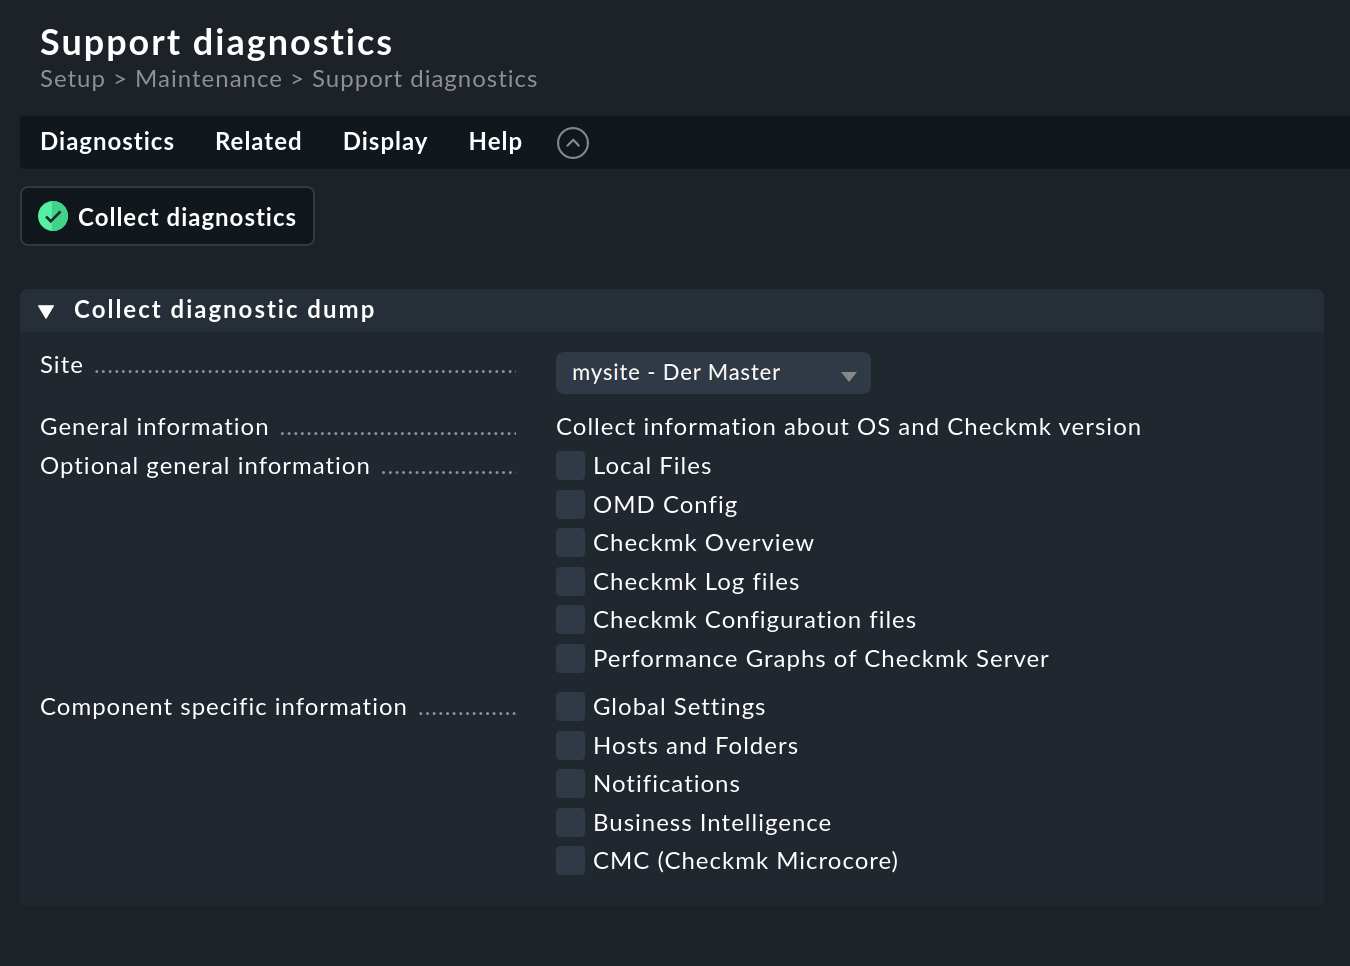 Support diagnostics
Setup > Maintenance > Support diagnostics
Diagnostics Related Display Help
Collect diagnostics
Collect diagnostic dump
Site mysite - Der Master
General information Collect information about OS and Checkmk version
Optional general information Local Files
OMD Config
Checkmk Overview
Checkmk Log files
Checkmk Configuration files
Performance Graphs of Checkmk Server
Component specific information Global Settings
Hosts and Folders
Notifications
Business Intelligence
CMC (Checkmk Microcore)